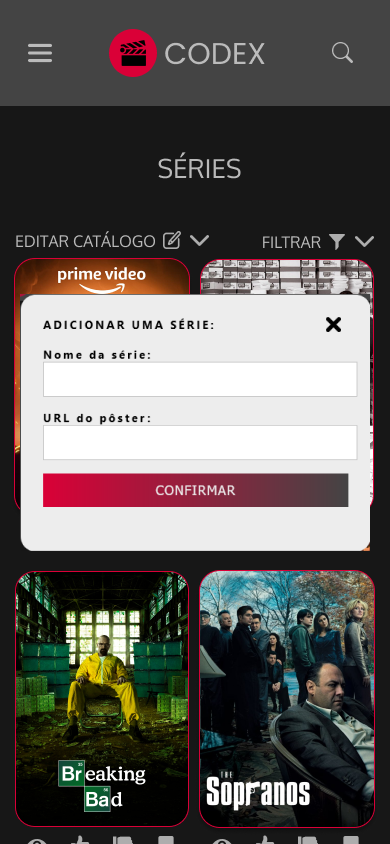 CODEX
SÉRIES
EDITAR CATÁLOGO
FILTRAR
prime video
ADICIONAR UMA SÉRIE:
Nome da série:
URL do pôster:
CONFIRMAR
Breaking
Bad
THE
Sopranos